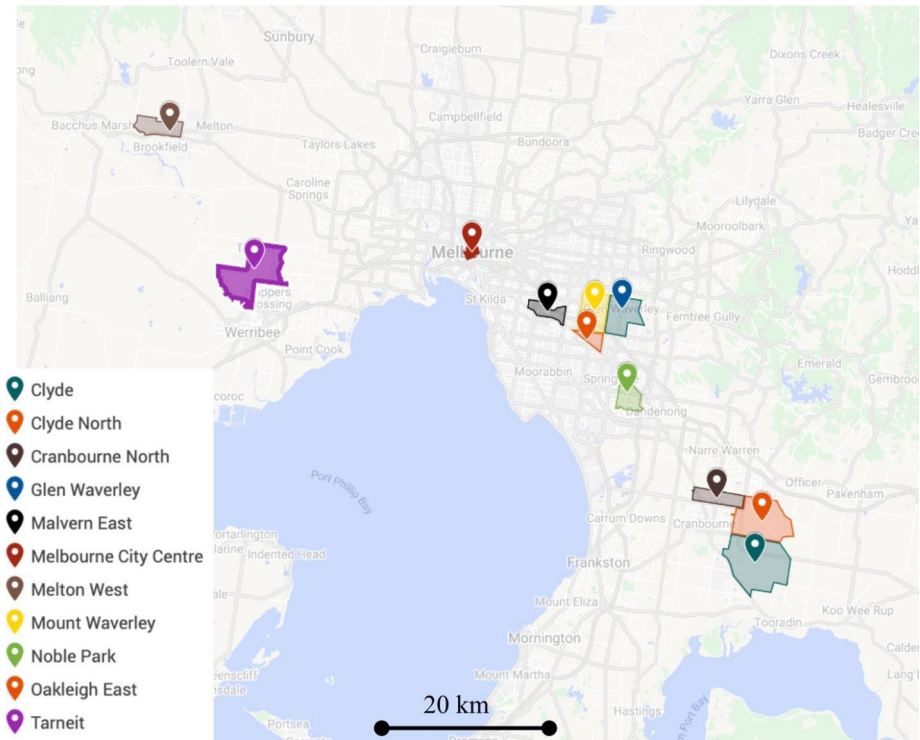 Sunbury
Craigieburn
Dixons Creek
Toolern Vale
Yarra Glen
Healesville
Campbellfield
Bacchus Marsh
Melton
Badger Cree
Brookfield
Taylors Lakes
Bundoora
Caroline
Springs
Lilydale
Mooroolbark
Ringwood
Melbourne
Balliang
St Kilda
Ferntree Gully
Werribee
Point Cook
Moorabbin
Emerald
Gembrook
Dandenong
Clyde
Clyde North
Cranbourne North
Glen Waverley
Malvern East
Melbourne City Centre
Melton West
Mount Waverley
Noble Park
Oakleigh East
Tarneit
Narre Warren
Officer
Pakenham
Port Phillip Bay
Carrum Downs
Cranbourne
Indented Head
Frankston
Mount Eliza
Koo Wee Rup
Tooradin
Mornington
Mount Martha
Hastings
Portsea
20 km